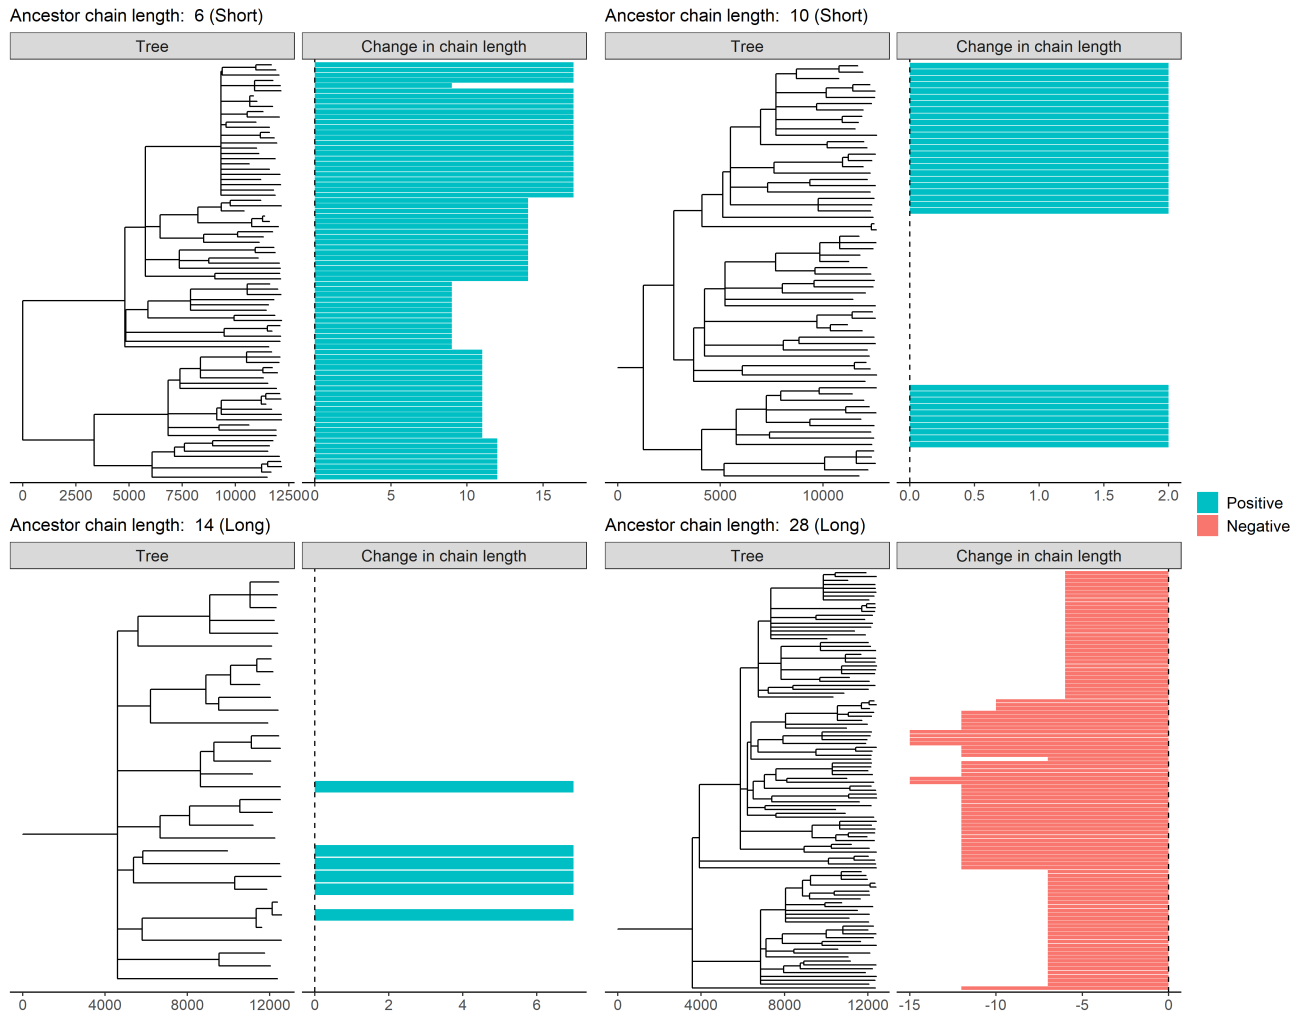 Ancestor chain length:  6 (Short)
Tree
Change in chain length
0 2500 5000 7500 10000 12500
0 5 10 15
Ancestor chain length:  10 (Short)
Tree
Change in chain length
0 5000 10000
0.0 0.5 1.0 1.5 2.0
Positive
Negative
Ancestor chain length:  14 (Long)
Tree
Change in chain length
0 4000 8000 12000
0 2 4 6
Ancestor chain length:  28 (Long)
Tree
Change in chain length
0 4000 8000 12000
-15 -10 -5 0